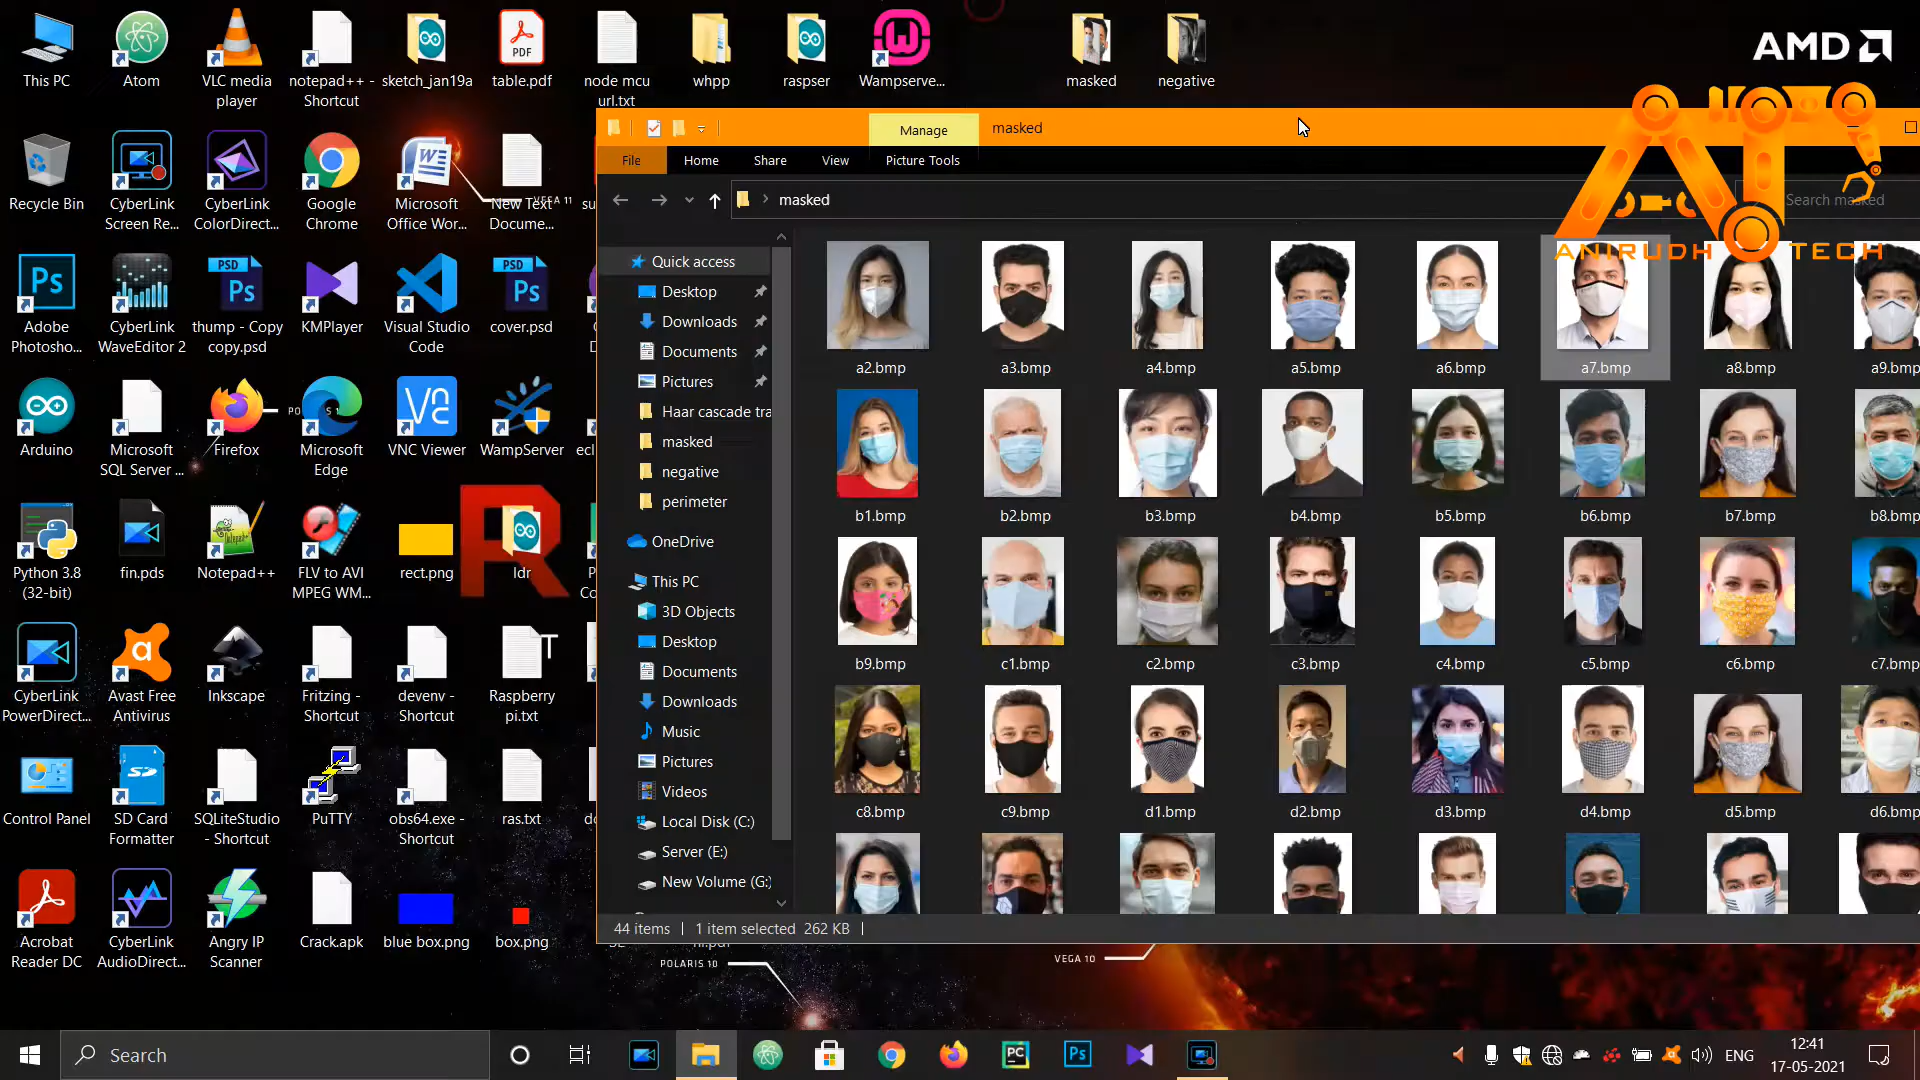 This PC
Atom
VLC media
player
notepad++ -
Shortcut
sketch_jan19a
table.pdf
node mcu
url.txt
whpp
raspser
Wampserve...
masked
negative
AMD
Recycle Bin
CyberLink
Screen Re...
CyberLink
ColorDirect...
Google
Chrome
Microsoft
Office Wor...
New Text
Docume...
Adobe
Photosho...
CyberLink
WaveEditor 2
thump - Copy
copy.psd
KMPlayer
Visual Studio
Code
cover.psd
Arduino
Microsoft
SQL Server ...
Firefox
Microsoft
Edge
VNC Viewer
WampServer
ecl
Python 3.8
(32-bit)
fin.pds
Notepad++
FLV to AVI
MPEG WM...
rect.png
ldr
CyberLink
PowerDirect...
Avast Free
Antivirus
Inkscape
Fritzing -
Shortcut
devenv -
Shortcut
Raspberry
pi.txt
Control Panel
SD Card
Formatter
SQLiteStudio
- Shortcut
PuTTY
obs64.exe -
Shortcut
ras.txt
Acrobat
Reader DC
CyberLink
AudioDirect...
Angry IP
Scanner
Crack.apk
blue box.png
box.png
Manage
masked
File
Home
Share
View
Picture Tools
masked
Search masked
ANIRUDH TECH
Quick access
Desktop
Downloads
Documents
Pictures
Haar cascade tra
masked
negative
perimeter
OneDrive
This PC
3D Objects
Desktop
Documents
Downloads
Music
Pictures
Videos
Local Disk (C:)
Server (E:)
New Volume (G:)
a2.bmp
a3.bmp
a4.bmp
a5.bmp
a6.bmp
a7.bmp
a8.bmp
a9.bmp
b1.bmp
b2.bmp
b3.bmp
b4.bmp
b5.bmp
b6.bmp
b7.bmp
b8.bmp
b9.bmp
c1.bmp
c2.bmp
c3.bmp
c4.bmp
c5.bmp
c6.bmp
c7.bmp
c8.bmp
c9.bmp
d1.bmp
d2.bmp
d3.bmp
d4.bmp
d5.bmp
d6.bmp
44 items
1 item selected 262 KB
POLARIS 10
VEGA 10
Search
ENG
12:41
17-05-2021